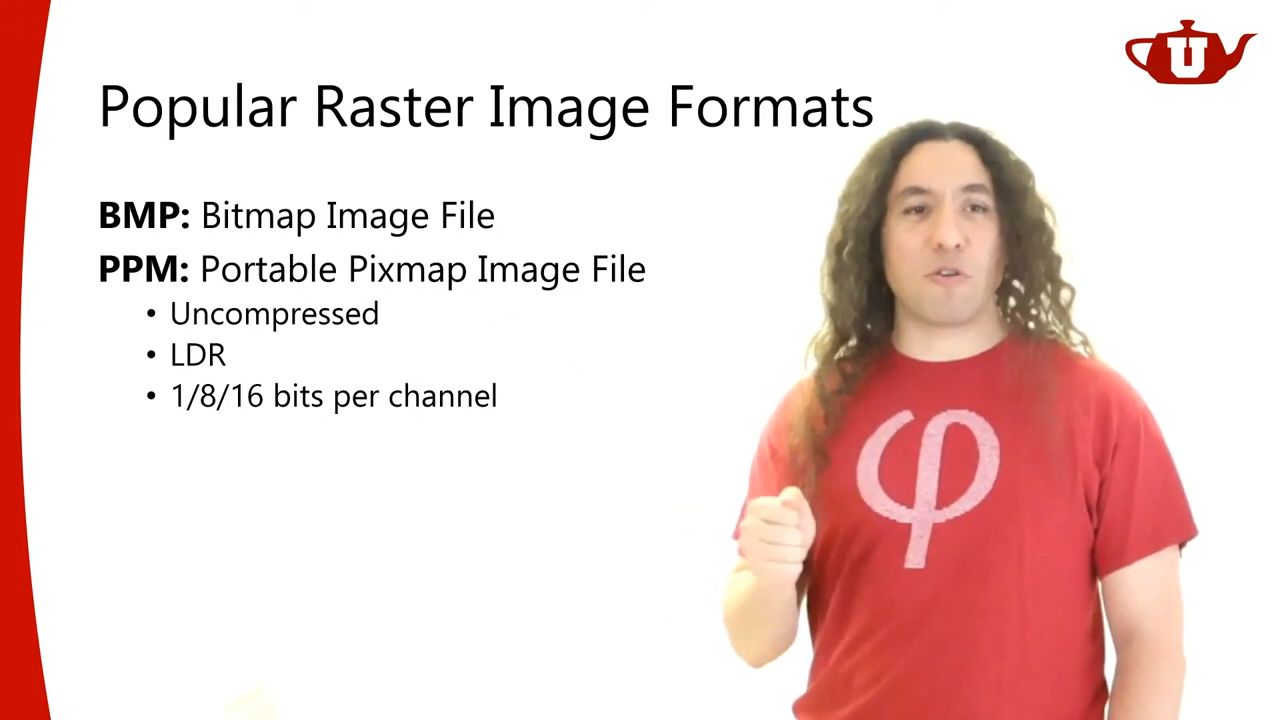 U
Popular Raster Image Formats
BMP: Bitmap Image File
PPM: Portable Pixmap Image File
• Uncompressed
• LDR
• 1/8/16 bits per channel
φ